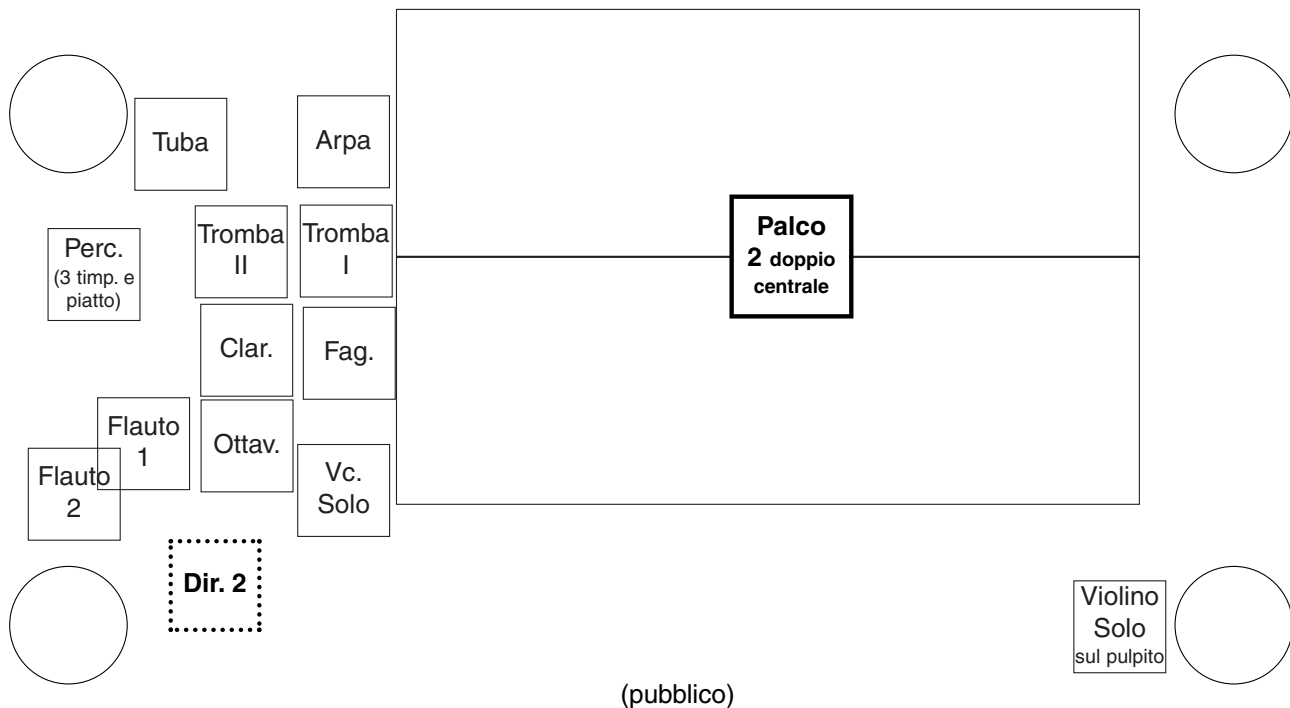 Tuba
Arpa
Tromba
II
Tromba
I
Palco
2 doppio
centrale
Perc.
(3 timp. e
piatto)
Clar.
Fag.
Flauto
1
Ottav.
Flauto
2
Vc.
Solo
Dir. 2
Violino
Solo
sul pulpito
(pubblico)